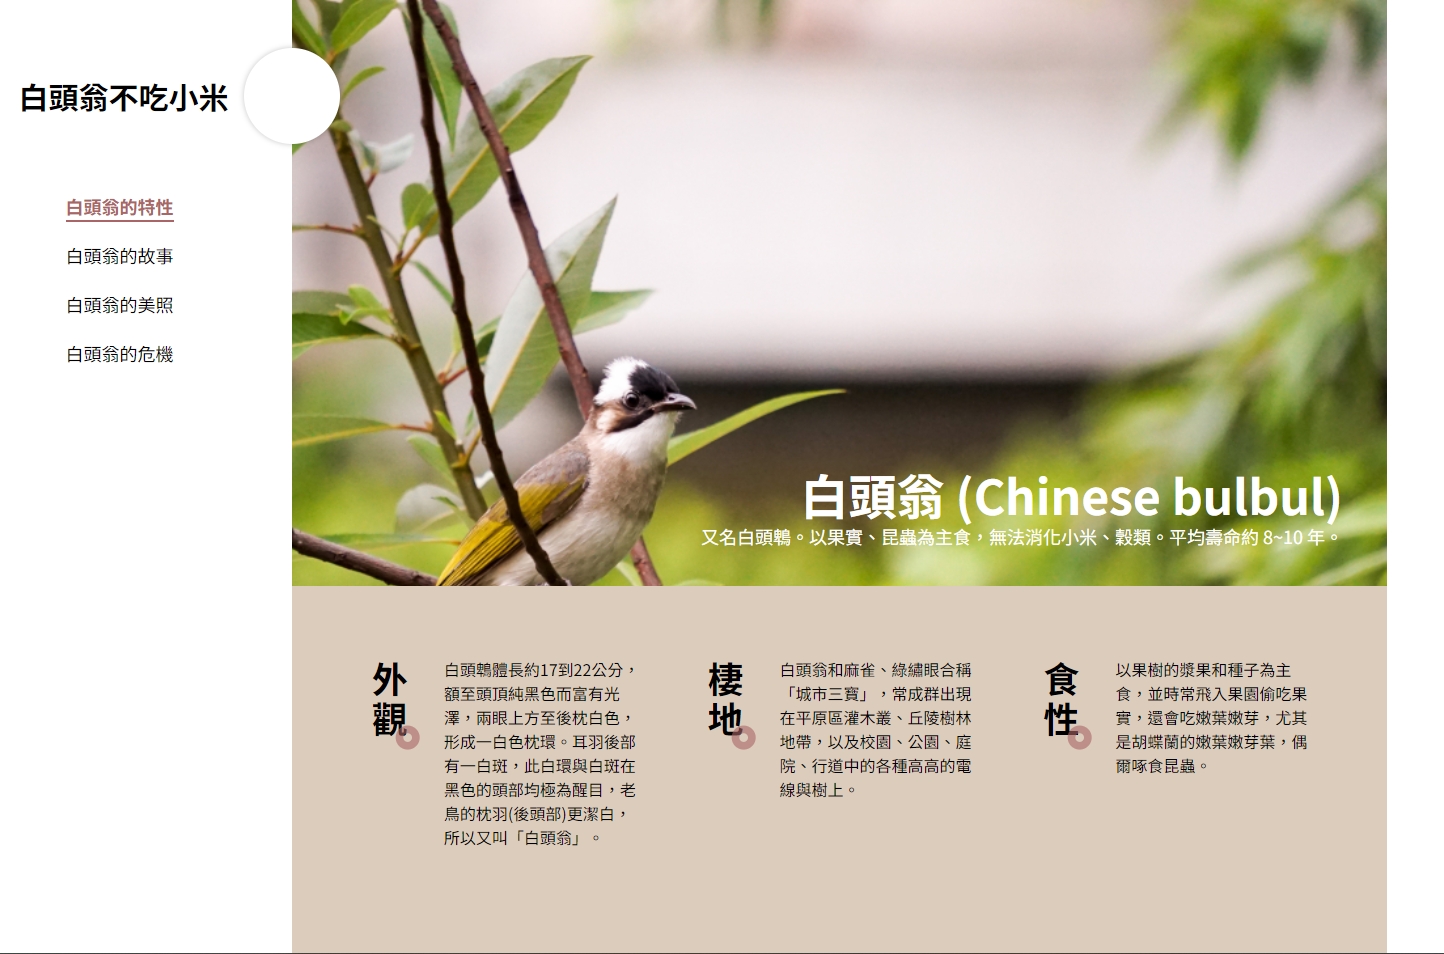 白頭翁不吃小米
白頭翁的特性
白頭翁的故事
白頭翁的美照
白頭翁的危機
白頭翁 (Chinese bulbul)
又名白頭鵯。以果實、昆蟲為主食，無法消化小米、穀類。平均壽命約 8~10 年。
外
觀
白頭鵯體長約17到22公分，
額至頭頂純黑色而富有光
澤，兩眼上方至後枕白色，
形成一白色枕環。耳羽後部
有一白斑，此白環與白斑在
黑色的頭部均極為醒目，老
鳥的枕羽(後頭部)更潔白，
所以又叫「白頭翁」。
棲
地
白頭翁和麻雀、綠繡眼合稱
「城市三寶」，常成群出現
在平原區灌木叢、丘陵樹林
地帶，以及校園、公園、庭
院、行道中的各種高高的電
線與樹上。
食
性
以果樹的漿果和種子為主
食，並時常飛入果園偷吃果
實，還會吃嫩葉嫩芽，尤其
是胡蝶蘭的嫩葉嫩芽葉，偶
爾啄食昆蟲。